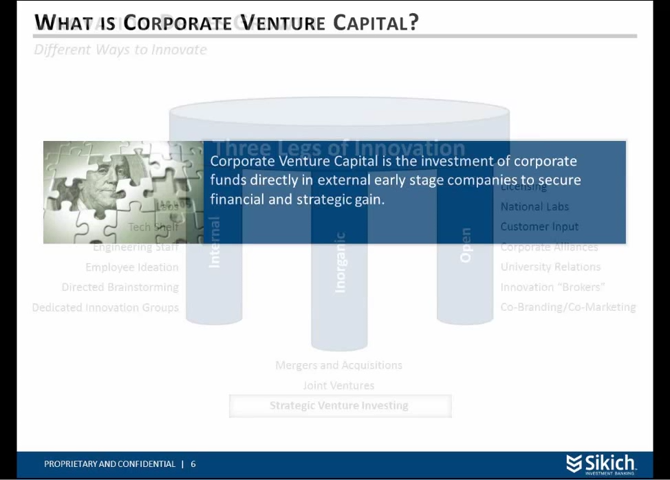 WHAT IS CORPORATE VENTURE CAPITAL?
Different Ways to Innovate
Three Legs of Innovation
Corporate Venture Capital is the investment of corporate
funds directly in external early stage companies to secure
financial and strategic gain.
Licensing
National Labs
Tech Shelf
Customer Input
Engineering Staff
Corporate Alliances
Employee Ideation
University Relations
Directed Brainstorming
Innovation "Brokers"
Dedicated Innovation Groups
Co-Branding/Co-Marketing
Internal
Inorganic
Open
Mergers and Acquisitions
Joint Ventures
Strategic Venture Investing
PROPRIETARY AND CONFIDENTIAL | 6
Sikich
INVESTMENT BANKING